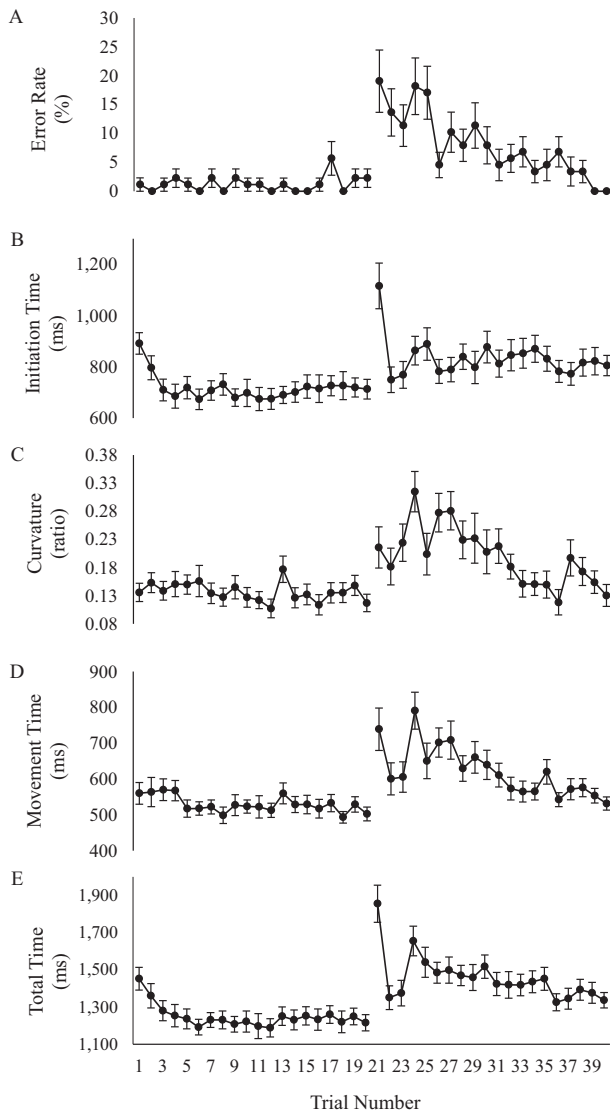 A
Error Rate
(%)
30
25
20
15
10
5
0
B
Initiation Time
(ms)
1,200
1,000
800
600
C
Curvature
(ratio)
0.38
0.33
0.28
0.23
0.18
0.13
0.08
D
Movement Time
(ms)
900
800
700
600
500
400
E
Total Time
(ms)
1,900
1,700
1,500
1,300
1,100
1 3 5 7 9 11 13 15 17 19 21 23 25 27 29 31 33 35 37 39
Trial Number